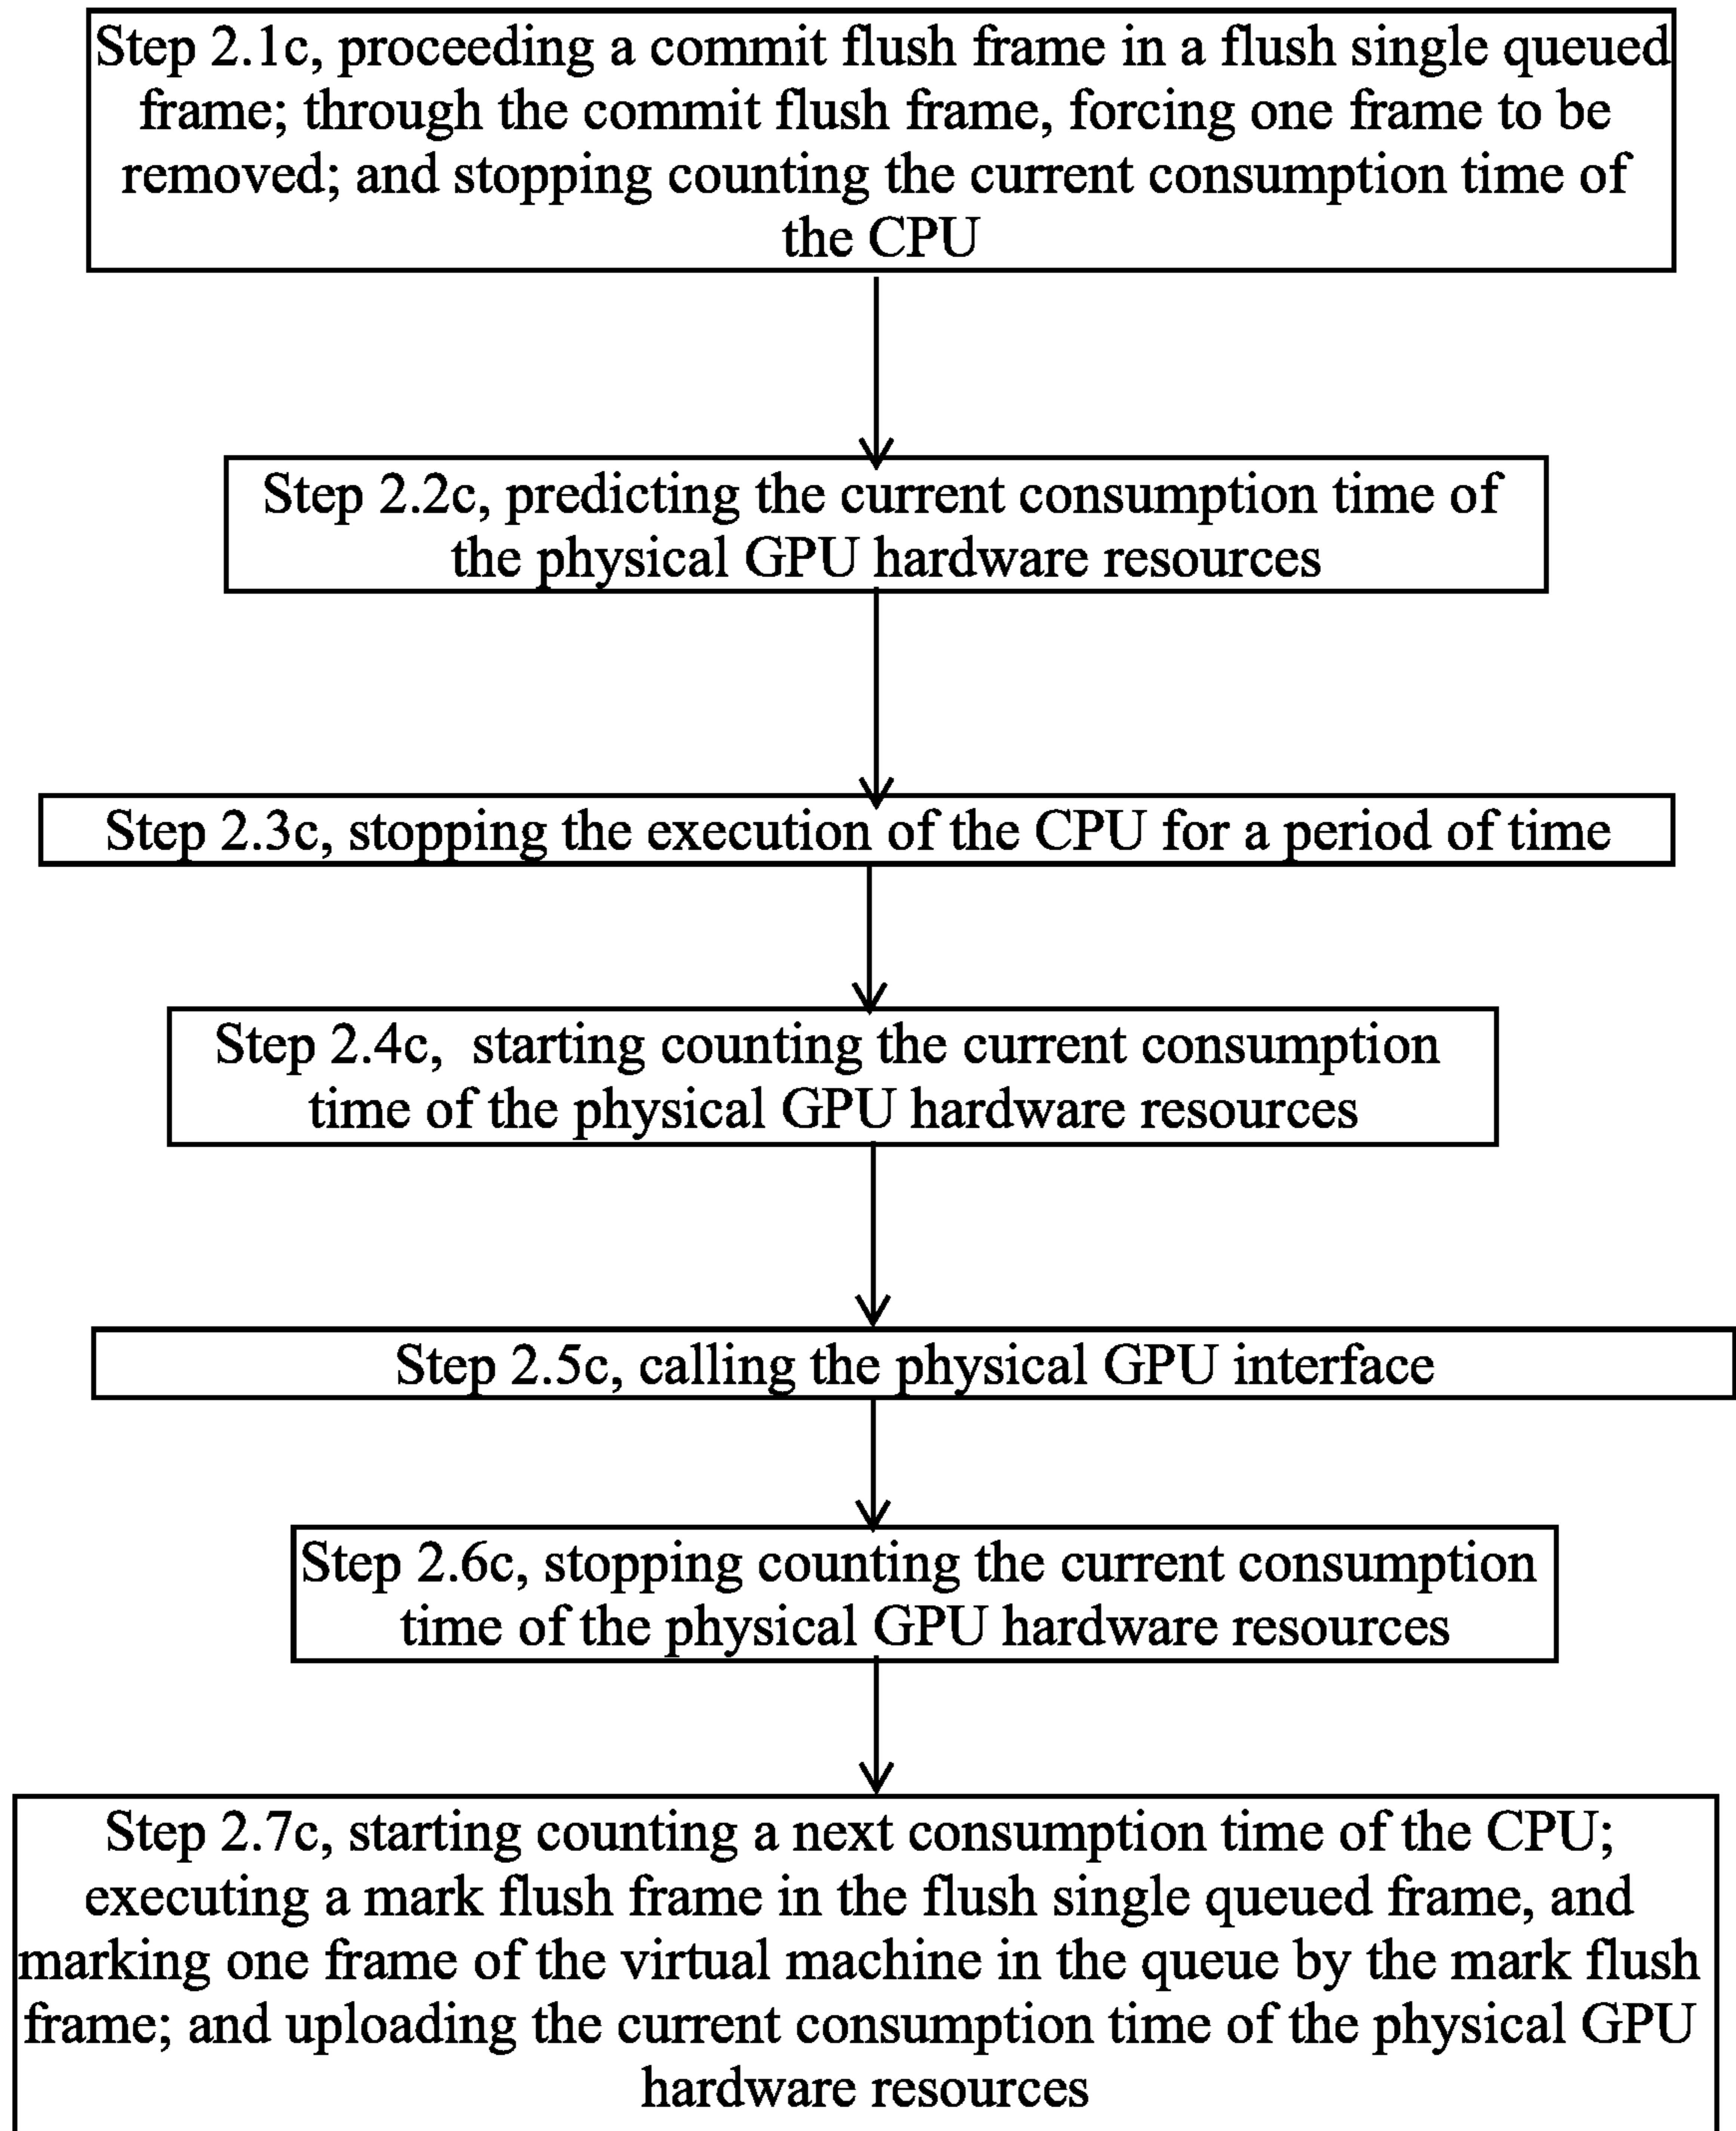 Step 2.1c, proceeding a commit flush frame in a flush single queued
frame; through the commit flush frame, forcing one frame to be
removed; and stopping counting the current consumption time of
the CPU
Step 2.2c, predicting the current consumption time of
the physical GPU hardware resources
Step 2.3c, stopping the execution of the CPU for a period of time
Step 2.4c, starting counting the current consumption
time of the physical GPU hardware resources
Step 2.5c, calling the physical GPU interface
Step 2.6c, stopping counting the current consumption
time of the physical GPU hardware resources
Step 2.7c, starting counting a next consumption time of the CPU;
executing a mark flush frame in the flush single queued frame, and
marking one frame of the virtual machine in the queue by the mark flush
frame; and uploading the current consumption time of the physical GPU
hardware resources